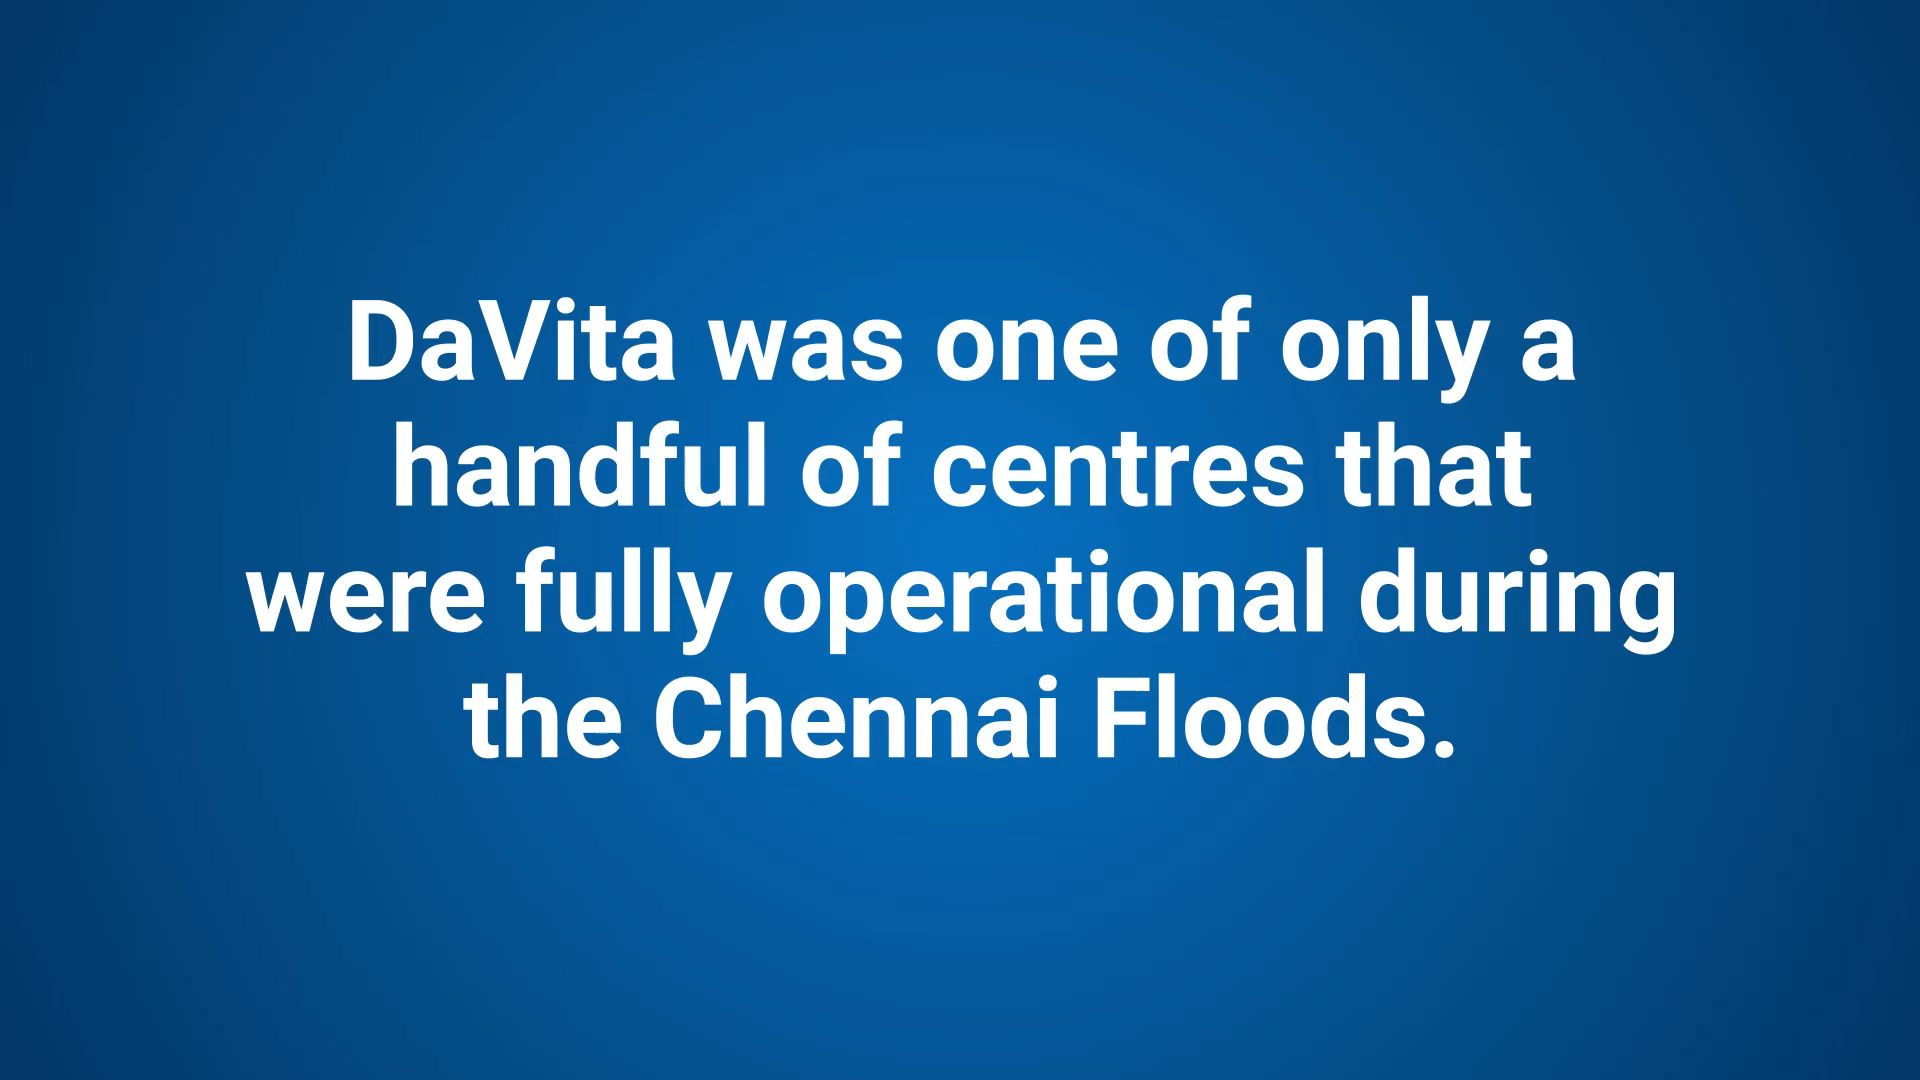 DaVita was one of only a
handful of centres that
were fully operational during
the Chennai Floods.